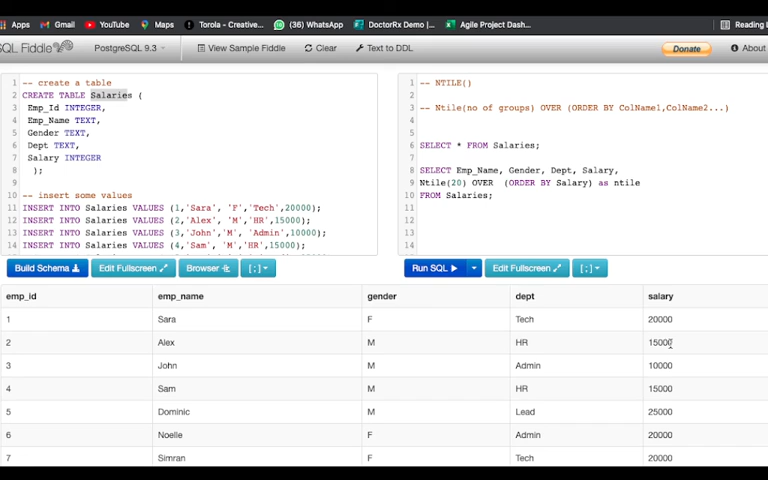 Apps Gmail YouTube Maps Torola - Creative... (36) WhatsApp DoctorRx Demo |... Agile Project Dash... Reading L
SQL Fiddle PostgreSQL 9.3 View Sample Fiddle Clear Text to DDL Donate About
1 -- create a table
2 CREATE TABLE Salaries (
3 Emp_Id INTEGER,
4 Emp_Name TEXT,
5 Gender TEXT,
6 Dept TEXT,
7 Salary INTEGER
8 );
9
10 -- insert some values
11 INSERT INTO Salaries VALUES (1,'Sara', 'F','Tech',20000);
12 INSERT INTO Salaries VALUES (2,'Alex', 'M','HR',15000);
13 INSERT INTO Salaries VALUES (3,'John','M', 'Admin',10000);
14 INSERT INTO Salaries VALUES (4,'Sam', 'M','HR',15000);
1 -- NTILE()
2
3 -- Ntile(no of groups) OVER (ORDER BY ColName1,ColName2...)
4
5
6 SELECT * FROM Salaries;
7
8 SELECT Emp_Name, Gender, Dept, Salary,
9 Ntile(20) OVER (ORDER BY Salary) as ntile
10 FROM Salaries;
11
12
13
14
Build Schema Edit Fullscreen Browser [ ; ] Run SQL Edit Fullscreen [ ; ]
emp_id emp_name gender dept salary
1 Sara F Tech 20000
2 Alex M HR 15000
3 John M Admin 10000
4 Sam M HR 15000
5 Dominic M Lead 25000
6 Noelle F Admin 20000
7 Simran F Tech 20000